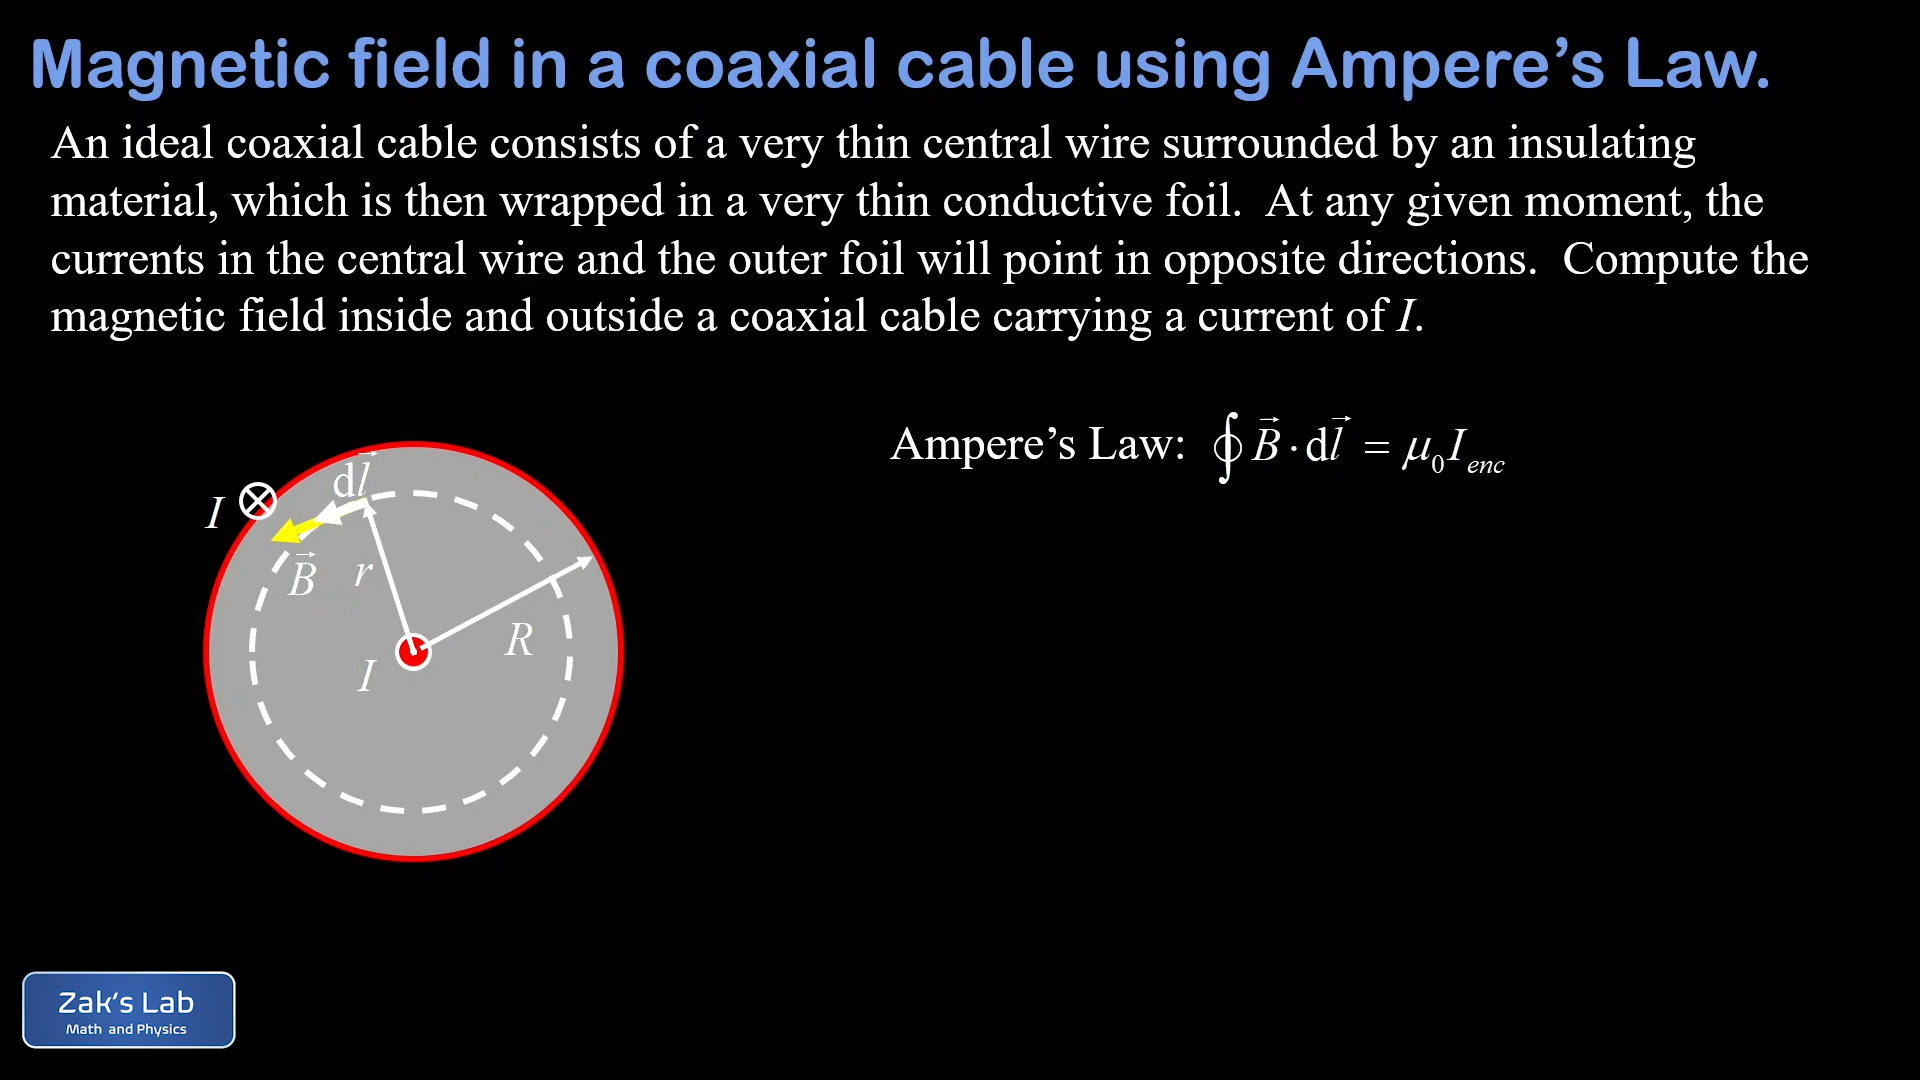 Magnetic field in a coaxial cable using Ampere’s Law.
An ideal coaxial cable consists of a very thin central wire surrounded by an insulating
material, which is then wrapped in a very thin conductive foil.  At any given moment, the
currents in the central wire and the outer foil will point in opposite directions.  Compute the
magnetic field inside and outside a coaxial cable carrying a current of I.
Ampere’s Law: ∮ B⃗ · dl⃗ = μ₀I_enc
dl⃗
I
B⃗
r
R
I
Zak’s Lab
Math and Physics